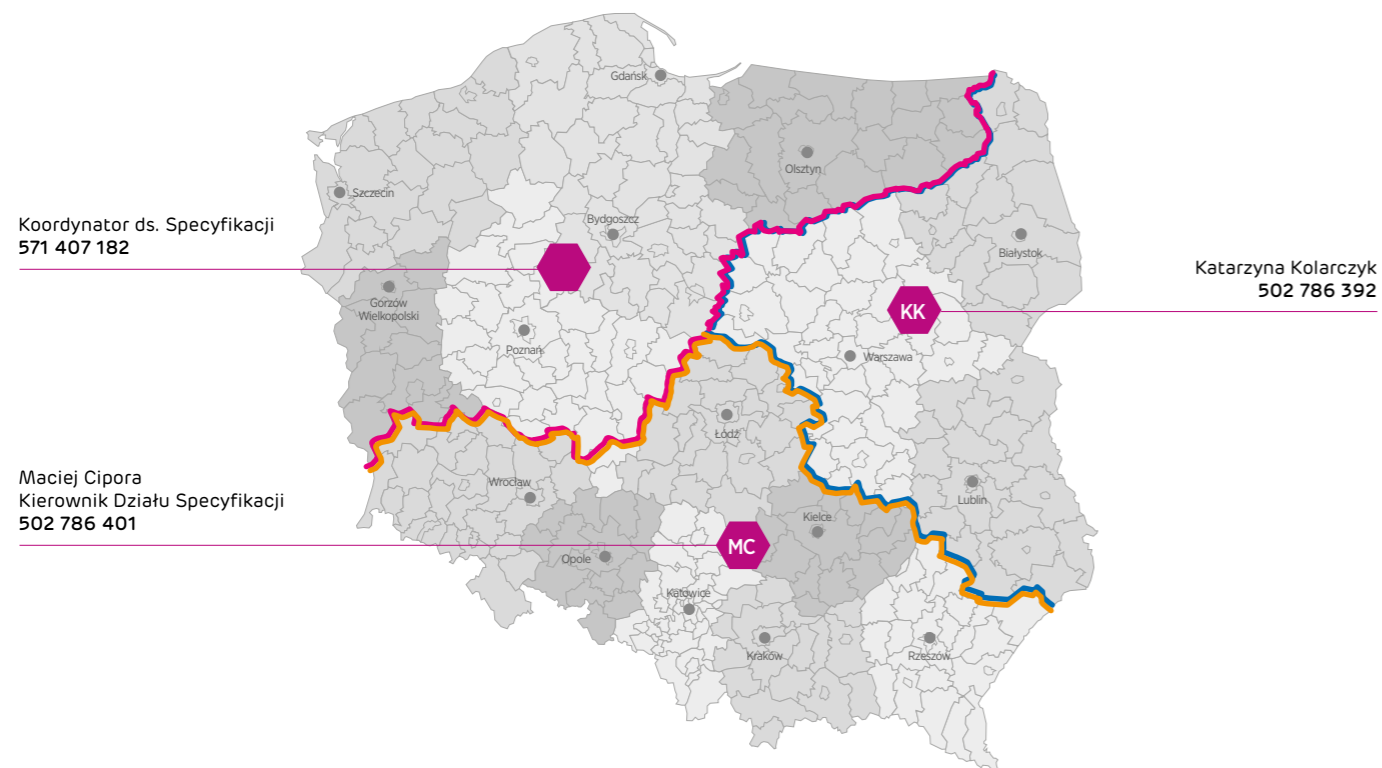 Gdańsk
Olsztyn
Szczecin
Bydgoszcz
Białystok
Koordynator ds. Specyfikacji
571 407 182
Katarzyna Kolarczyk
502 786 392
Gorzów
Wielkopolski
KK
Poznań
Warszawa
Łódź
Maciej Cipora
Kierownik Działu Specyfikacji
502 786 401
Wrocław
Lublin
Kielce
MC
Opole
Katowice
Kraków
Rzeszów